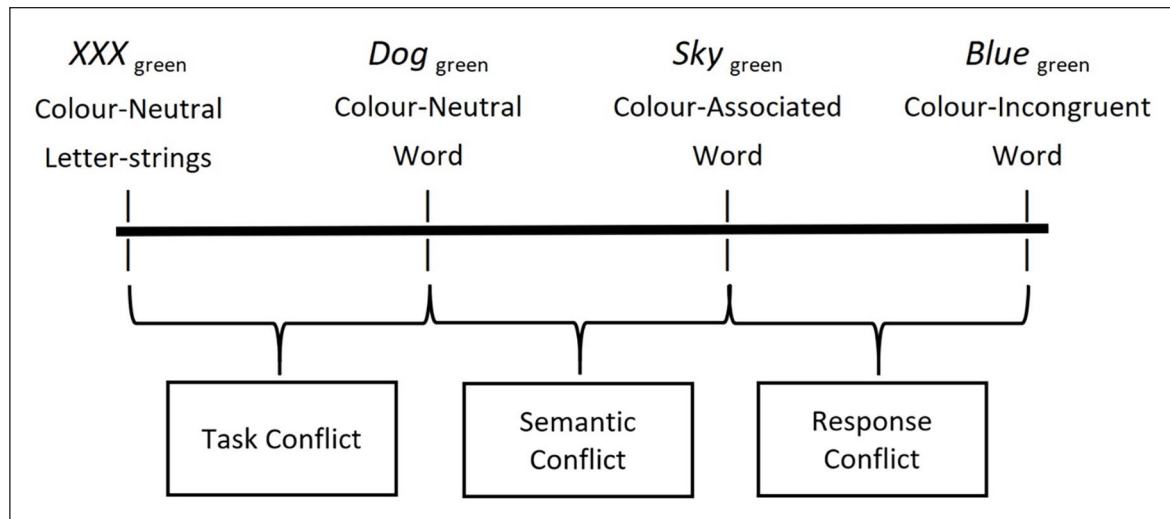 XXX green
Dog green
Sky green
Blue green
Colour-Neutral
Letter-strings
Colour-Neutral
Word
Colour-Associated
Word
Colour-Incongruent
Word
Task Conflict
Semantic
Conflict
Response
Conflict